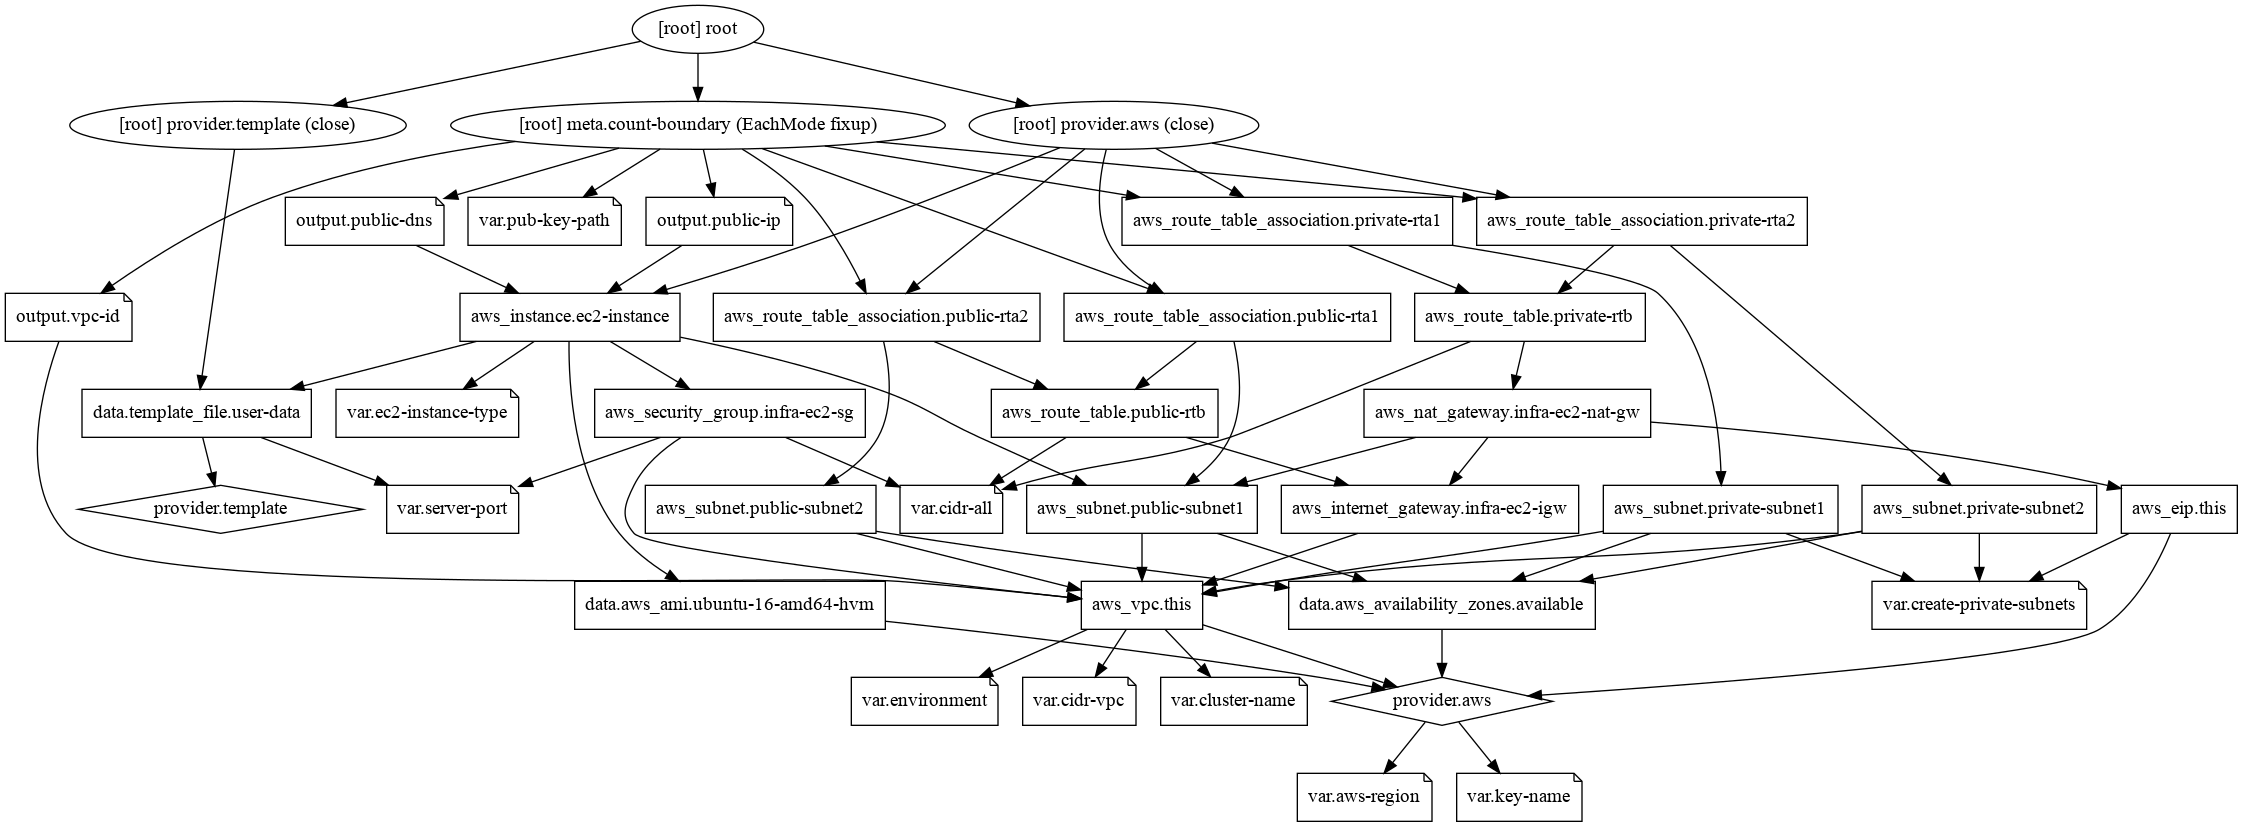 [root] root
[root] provider.template (close)
[root] meta.count-boundary (EachMode fixup)
[root] provider.aws (close)
output.public-dns
var.pub-key-path
output.public-ip
aws_route_table_association.private-rta1
aws_route_table_association.private-rta2
output.vpc-id
aws_instance.ec2-instance
aws_route_table_association.public-rta2
aws_route_table_association.public-rta1
aws_route_table.private-rtb
data.template_file.user-data
var.ec2-instance-type
aws_security_group.infra-ec2-sg
aws_route_table.public-rtb
aws_nat_gateway.infra-ec2-nat-gw
provider.template
var.server-port
aws_subnet.public-subnet2
var.cidr-all
aws_subnet.public-subnet1
aws_internet_gateway.infra-ec2-igw
aws_subnet.private-subnet1
aws_subnet.private-subnet2
aws_eip.this
data.aws_ami.ubuntu-16-amd64-hvm
aws_vpc.this
data.aws_availability_zones.available
var.create-private-subnets
var.environment
var.cidr-vpc
var.cluster-name
provider.aws
var.aws-region
var.key-name